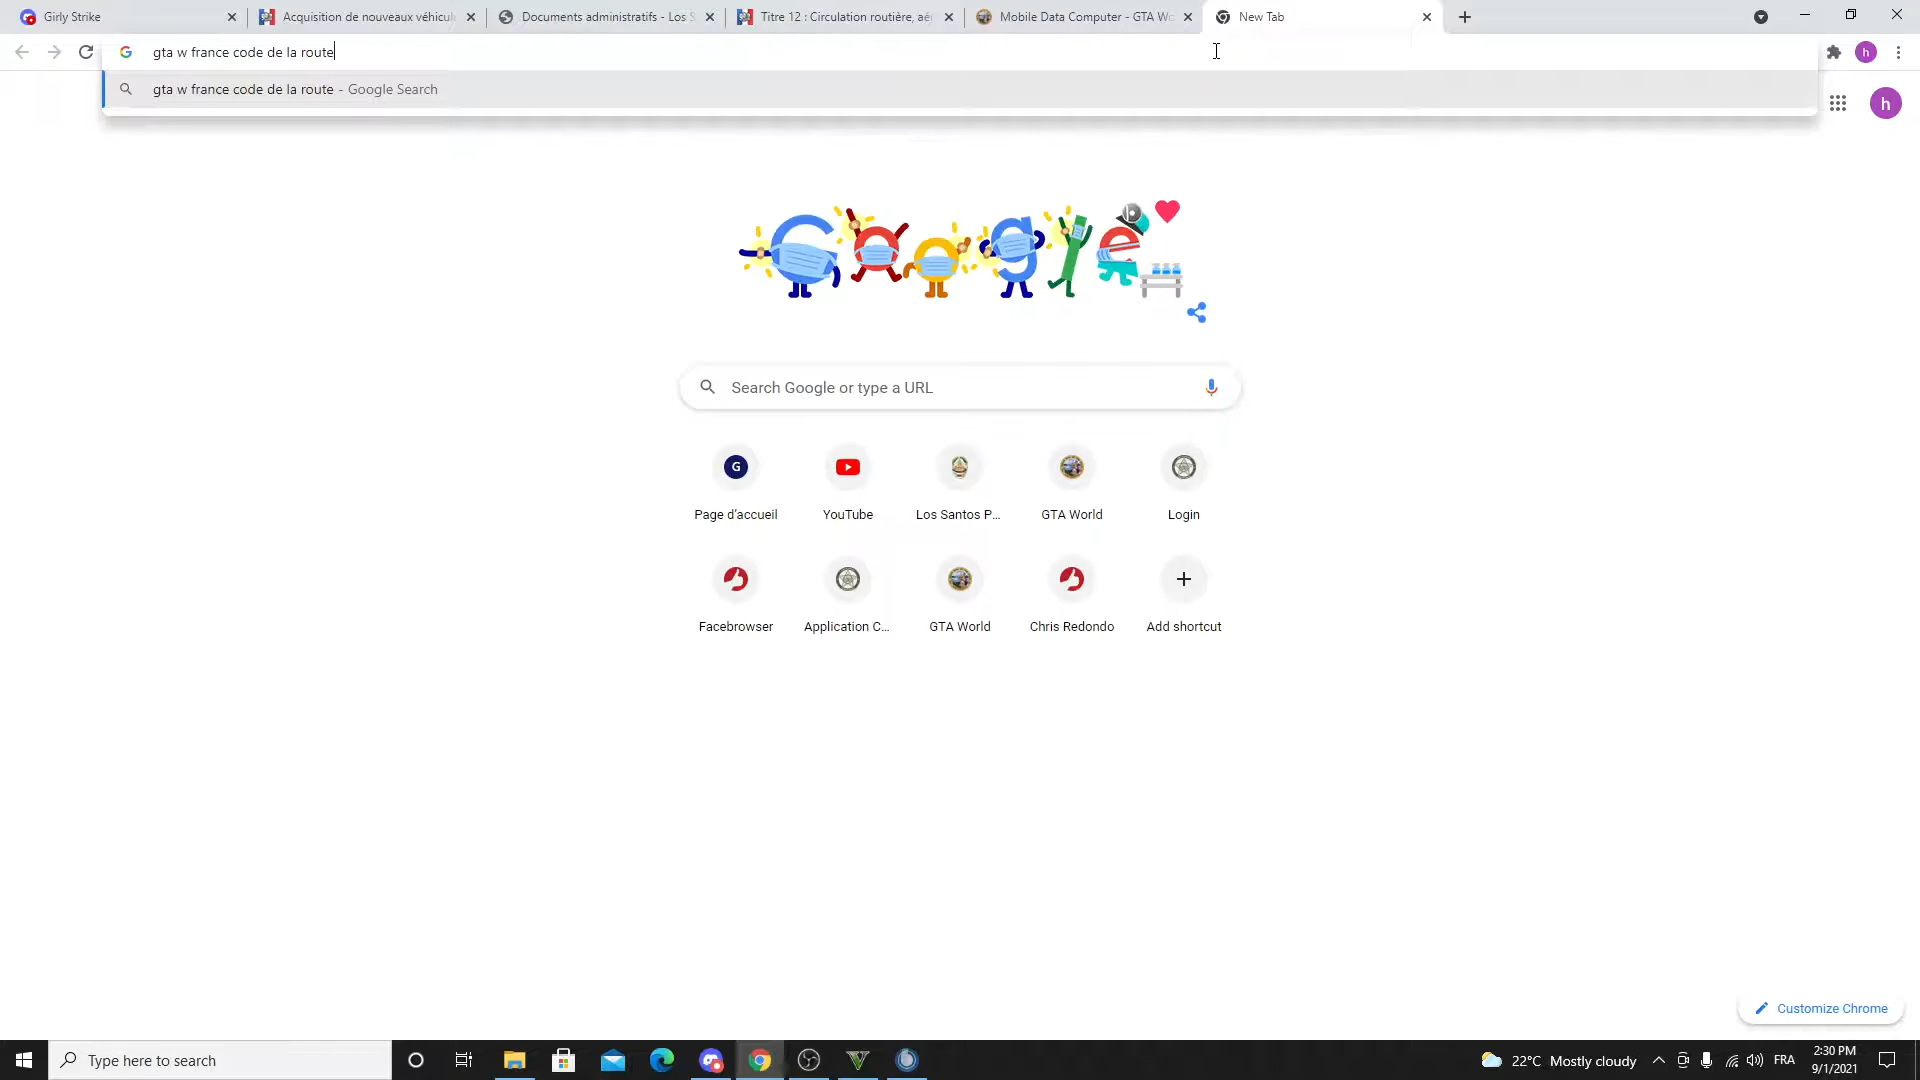 Girly Strike
Acquisition de nouveaux véhicul
Documents administratifs - Los S
Titre 12 : Circulation routière, aé
Mobile Data Computer - GTA Wo
New Tab
gta w france code de la route
h
gta w france code de la route - Google Search
h
Google
Search Google or type a URL
G
Page d'accueil
YouTube
Los Santos P...
GTA World
Login
Facebrowser
Application C...
GTA World
Chris Redondo
Add shortcut
Customize Chrome
Type here to search
22°C Mostly cloudy
FRA
2:30 PM
9/1/2021